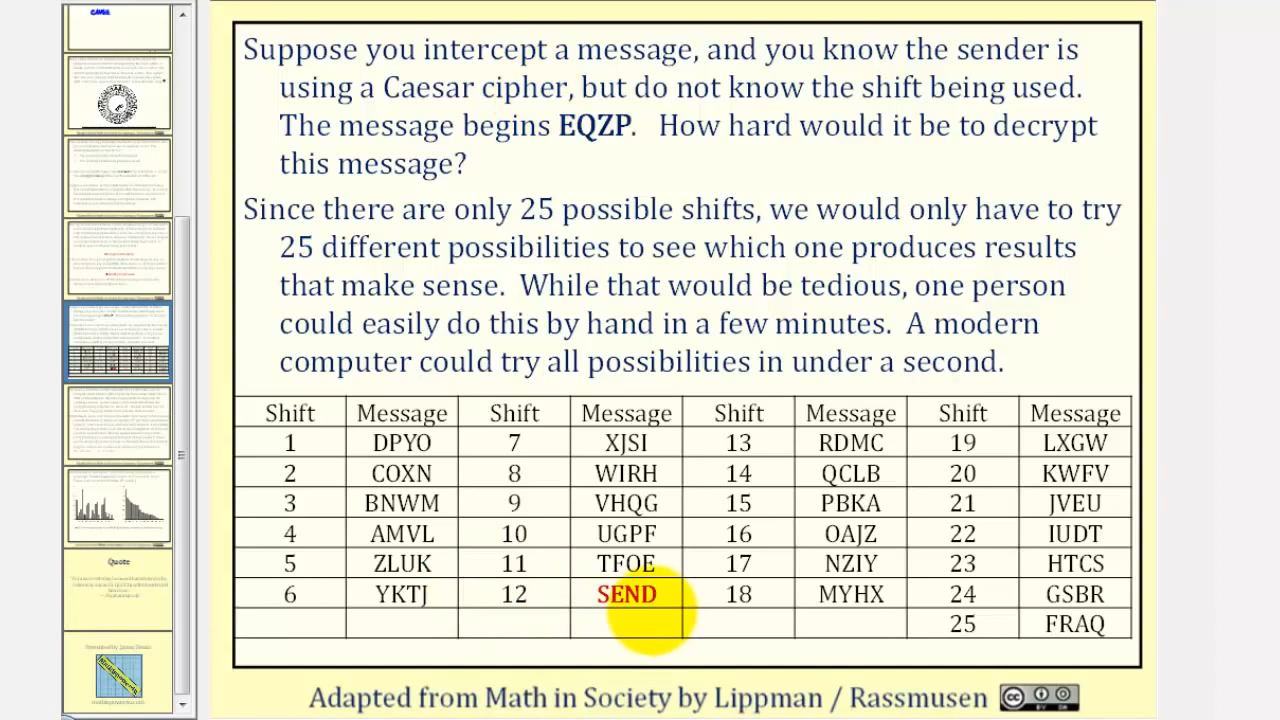 Suppose you intercept a message, and you know the sender is
using a Caesar cipher, but do not know the shift being used.
The message begins EQZP. How hard would it be to decrypt
this message?
Since there are only 25 possible shifts, we would only have to try
25 different possibilities to see which one produces results
that make sense. While that would be tedious, one person
could easily do this by hand in a few minutes. A modern
computer could try all possibilities in under a second.
Shift Message Shift Message Shift Message Shift Message
1 DPYO 7 XJSI 13 RDMC 19 LXGW
2 COXN 8 WIRH 14 QCLB 20 KWFV
3 BNWM 9 VHQG 15 PBKA 21 JVEU
4 AMVL 10 UGPF 16 OAJZ 22 IUDT
5 ZLUK 11 TFOE 17 NZIY 23 HTCS
6 YKTJ 12 SEND 18 MYHX 24 GSBR
25 FRAQ
Adapted from Math in Society by Lippman / Rassmusen
Quote